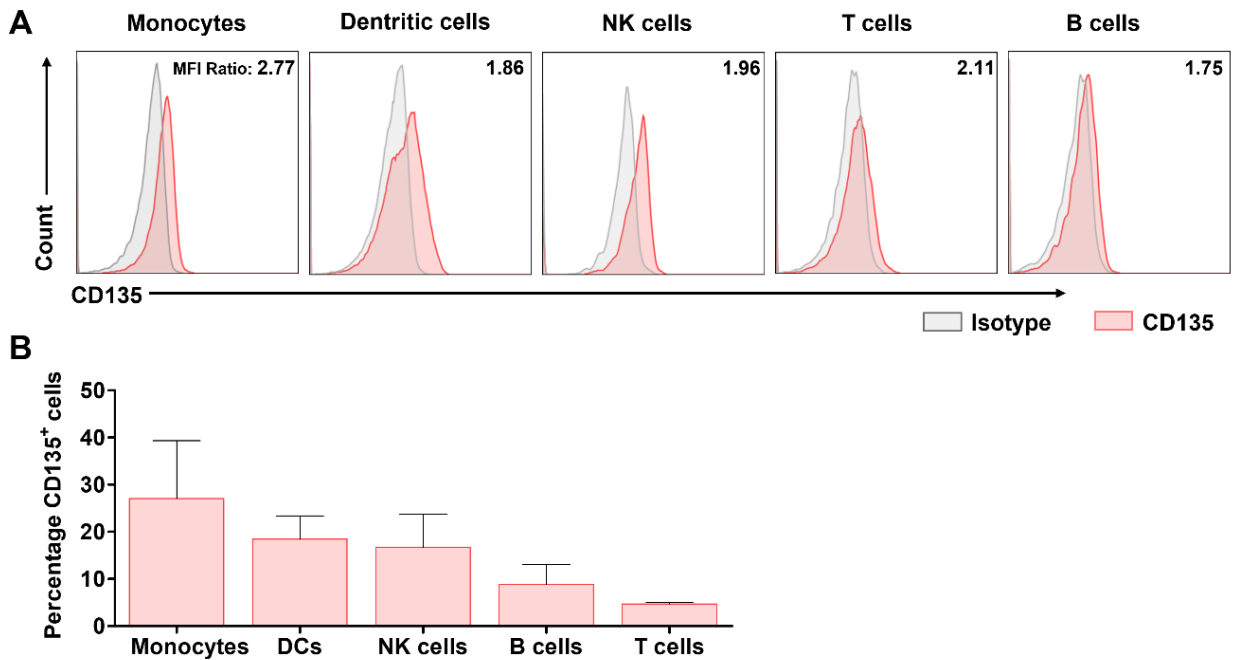 A
Monocytes
Dentritic cells
NK cells
T cells
B cells
MFI Ratio: 2.77
1.86
1.96
2.11
1.75
Count
CD135
Isotype
CD135
B
Percentage CD135+ cells
50
40
30
20
10
0
Monocytes
DCs
NK cells
B cells
T cells